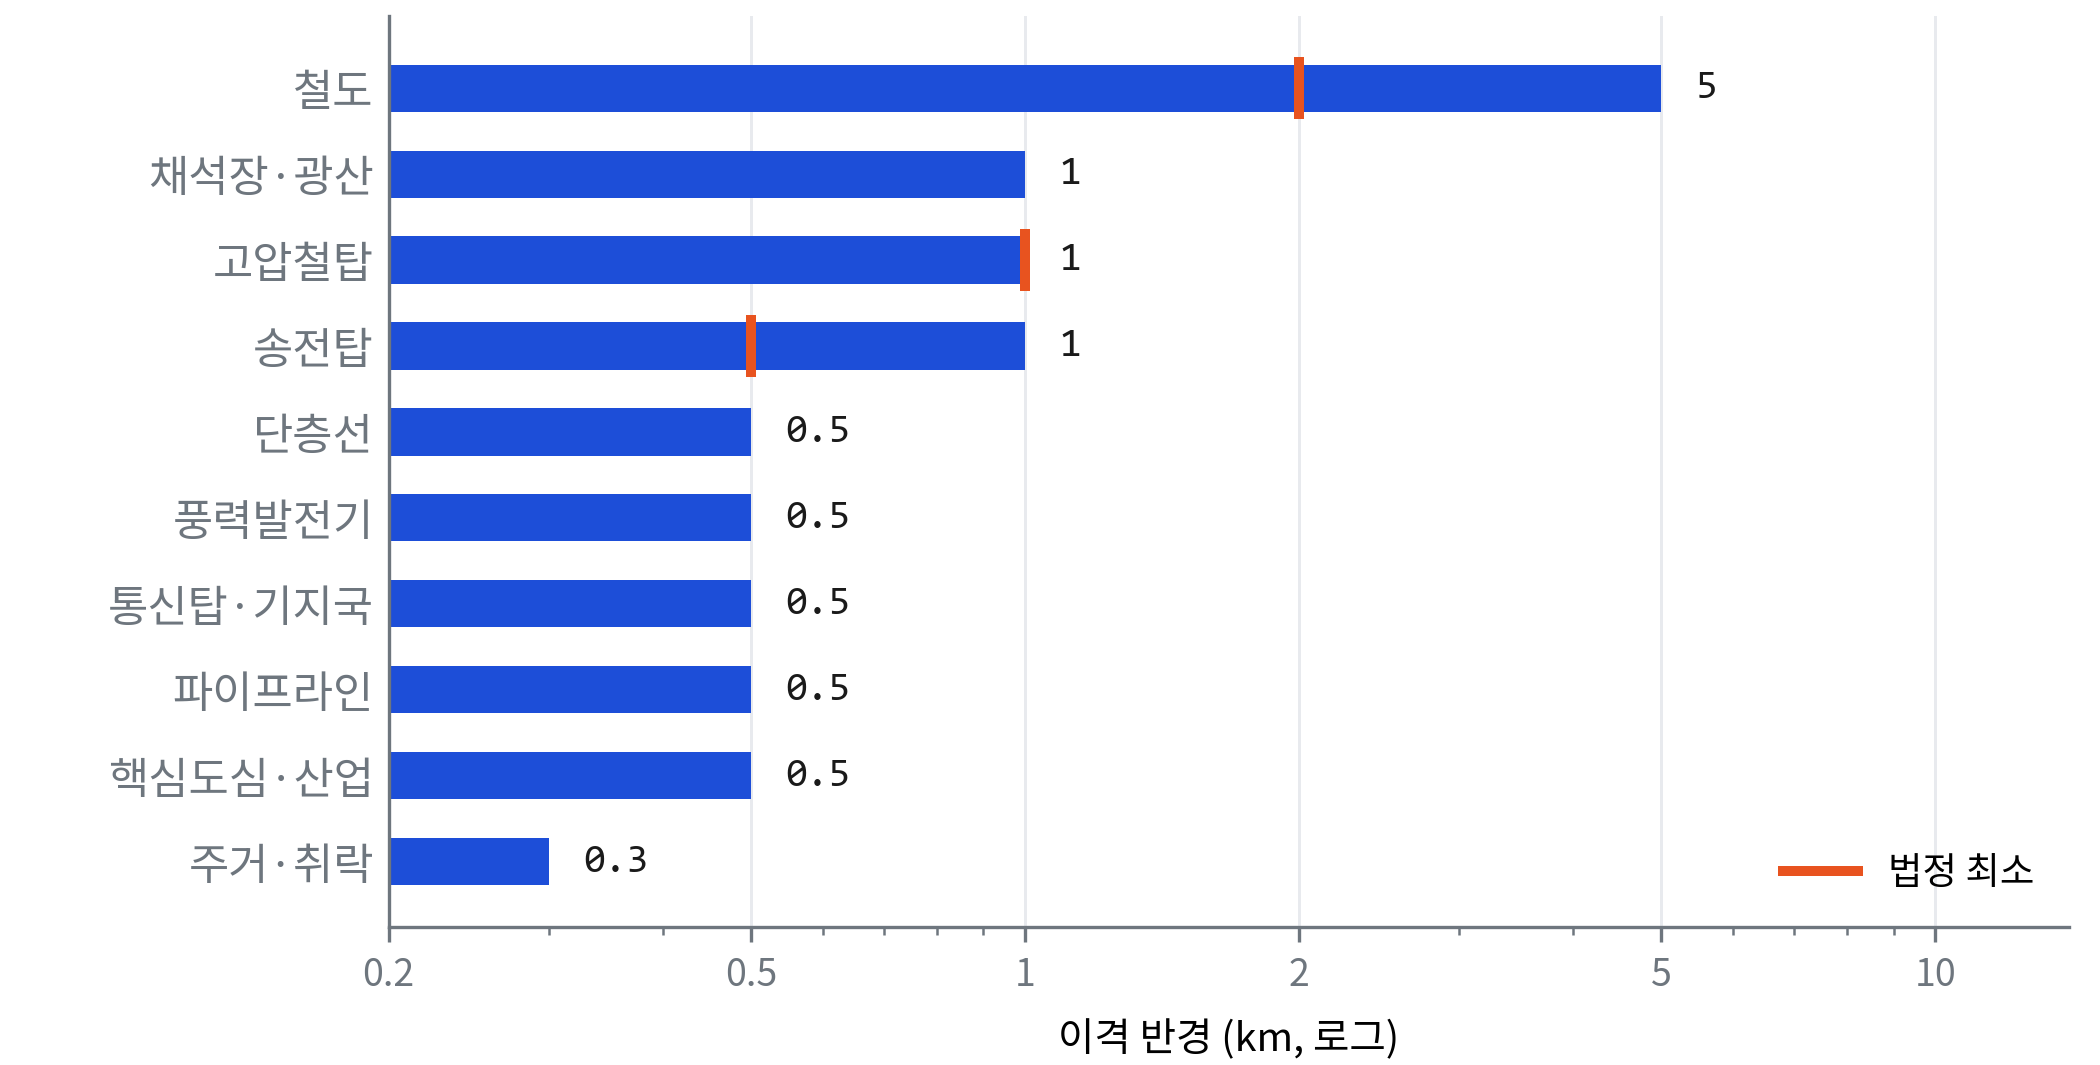 철도 5
채석장·광산 1
고압철탑 1
송전탑 1
단층선 0.5
풍력발전기 0.5
통신탑·기지국 0.5
파이프라인 0.5
핵심도심·산업 0.5
주거·취락 0.3
법정 최소
0.2 0.5 1 2 5 10
이격 반경 (km, 로그)